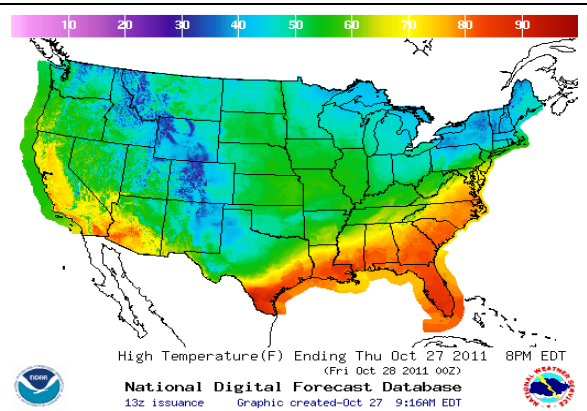 10 20 30 40 50 60 70 80 90
High Temperature(F) Ending Thu Oct 27 2011 8PM EDT
(Fri Oct 28 2011 00Z)
National Digital Forecast Database
13z issuance Graphic created-Oct 27 9:16AM EDT
NOAA